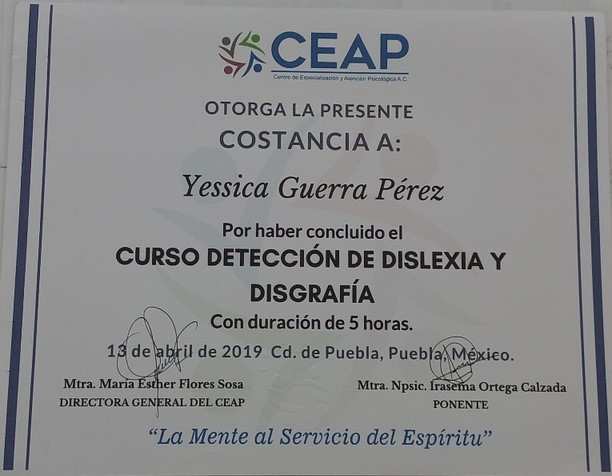 CEAP
Centro de Especialización y Atención Psicológica A.C.
OTORGA LA PRESENTE
COSTANCIA A:
Yessica Guerra Pérez
Por haber concluido el
CURSO DETECCIÓN DE DISLEXIA Y
DISGRAFÍA
Con duración de 5 horas.
13 de abril de 2019 Cd. de Puebla, Puebla, México.
Mtra. María Esther Flores Sosa
DIRECTORA GENERAL DEL CEAP
Mtra. Npsic. Irasema Ortega Calzada
PONENTE
“La Mente al Servicio del Espíritu”